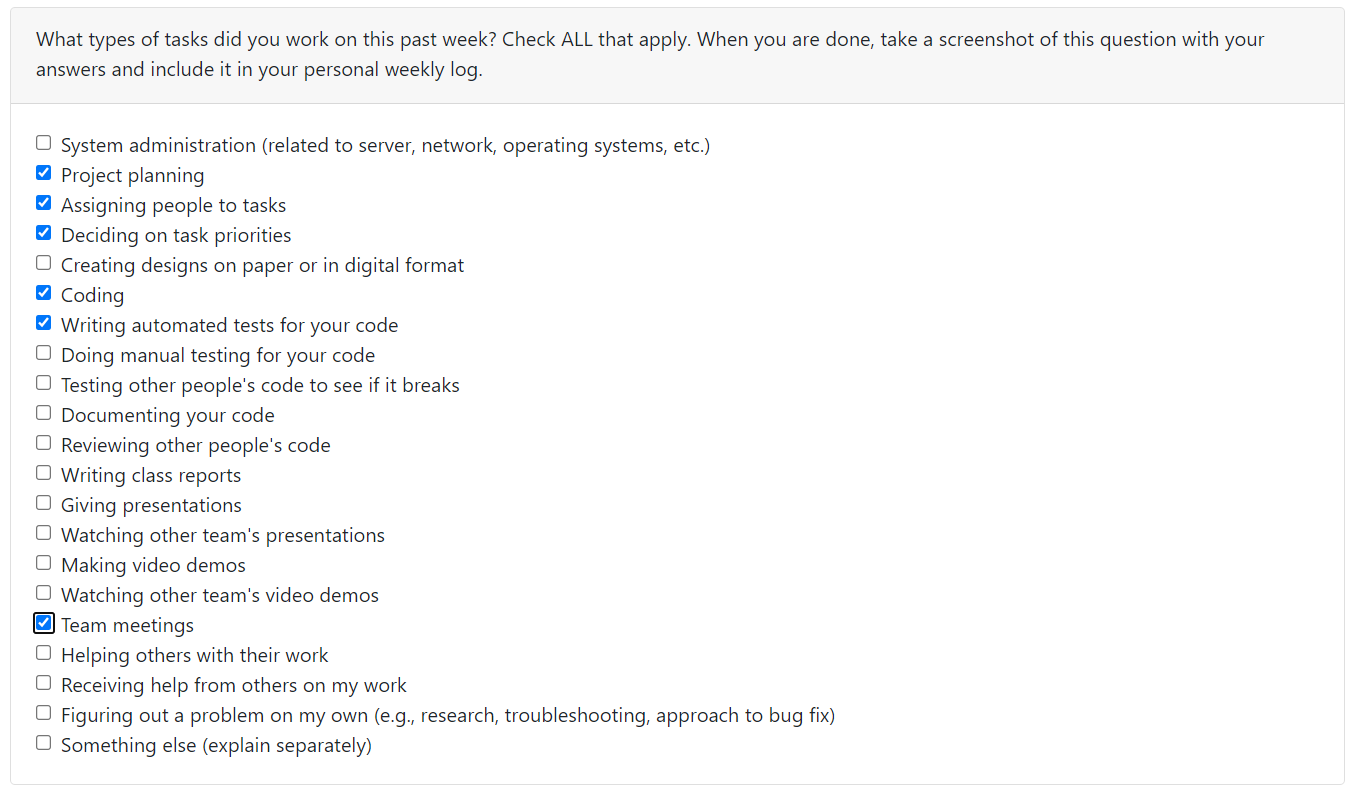 What types of tasks did you work on this past week? Check ALL that apply. When you are done, take a screenshot of this question with your
answers and include it in your personal weekly log.
System administration (related to server, network, operating systems, etc.)
Project planning
Assigning people to tasks
Deciding on task priorities
Creating designs on paper or in digital format
Coding
Writing automated tests for your code
Doing manual testing for your code
Testing other people's code to see if it breaks
Documenting your code
Reviewing other people's code
Writing class reports
Giving presentations
Watching other team's presentations
Making video demos
Watching other team's video demos
Team meetings
Helping others with their work
Receiving help from others on my work
Figuring out a problem on my own (e.g., research, troubleshooting, approach to bug fix)
Something else (explain separately)